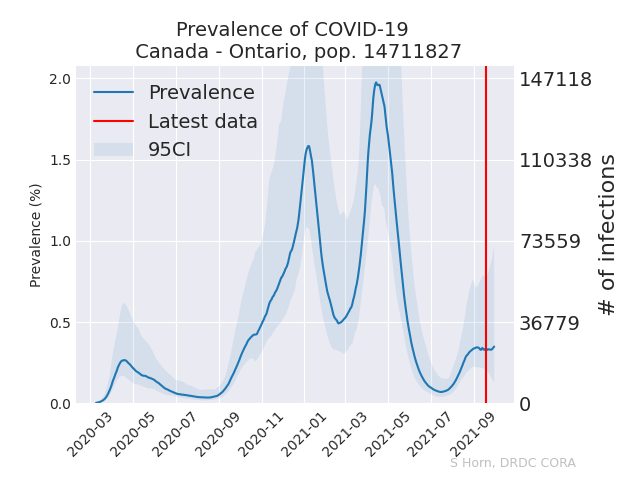 Prevalence of COVID-19
Canada - Ontario, pop. 14711827
Prevalence
Latest data
95CI
Prevalence (%)
2.0
1.5
1.0
0.5
0.0
147118
110338
73559
36779
0
# of infections
2020-03
2020-05
2020-07
2020-09
2020-11
2021-01
2021-03
2021-05
2021-07
2021-09
S Horn, DRDC CORA